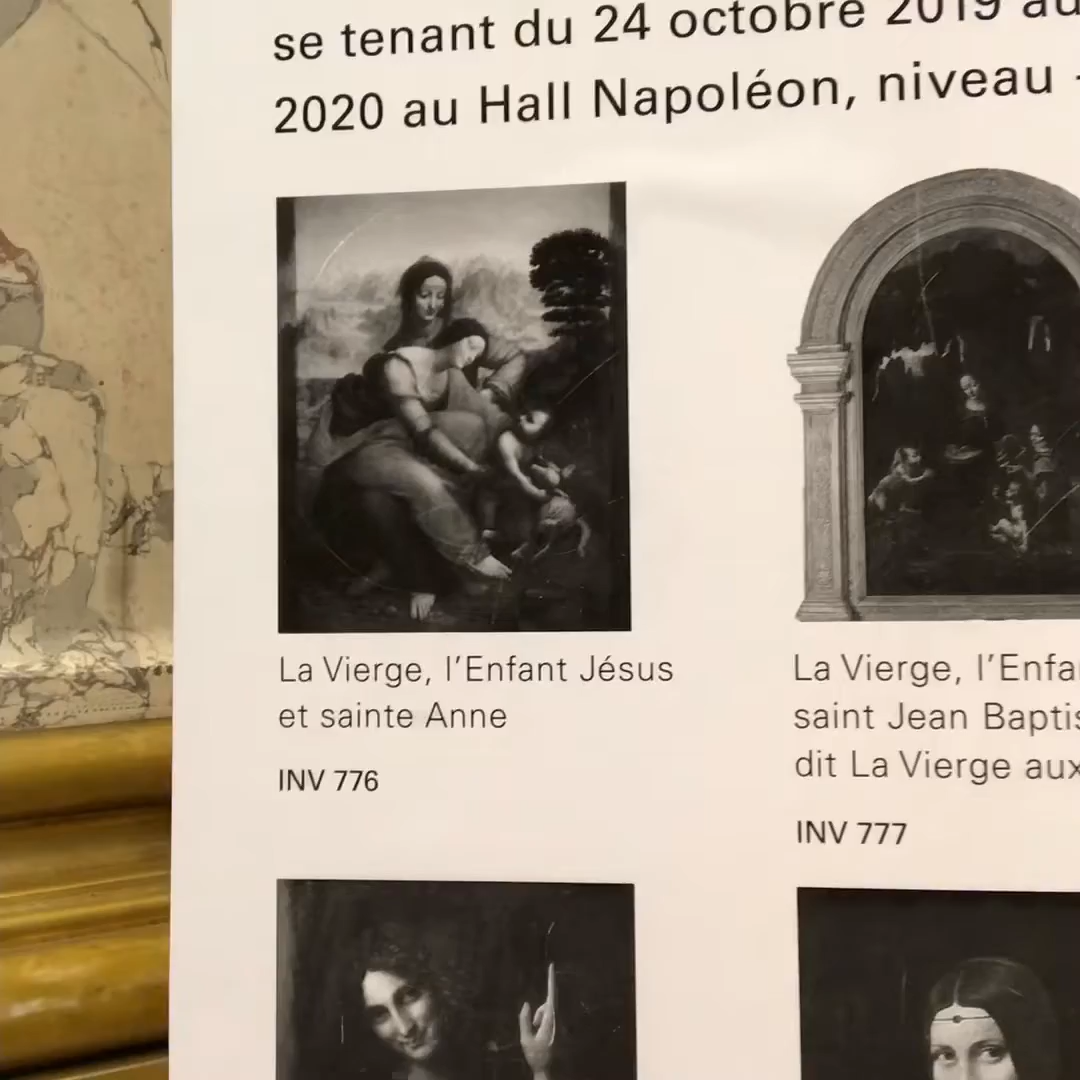 se tenant du 24 octobre 2019 au
2020 au Hall Napoléon, niveau
La Vierge, l'Enfant Jésus
et sainte Anne
INV 776
La Vierge, l'Enfa
saint Jean Baptis
dit La Vierge aux
INV 777